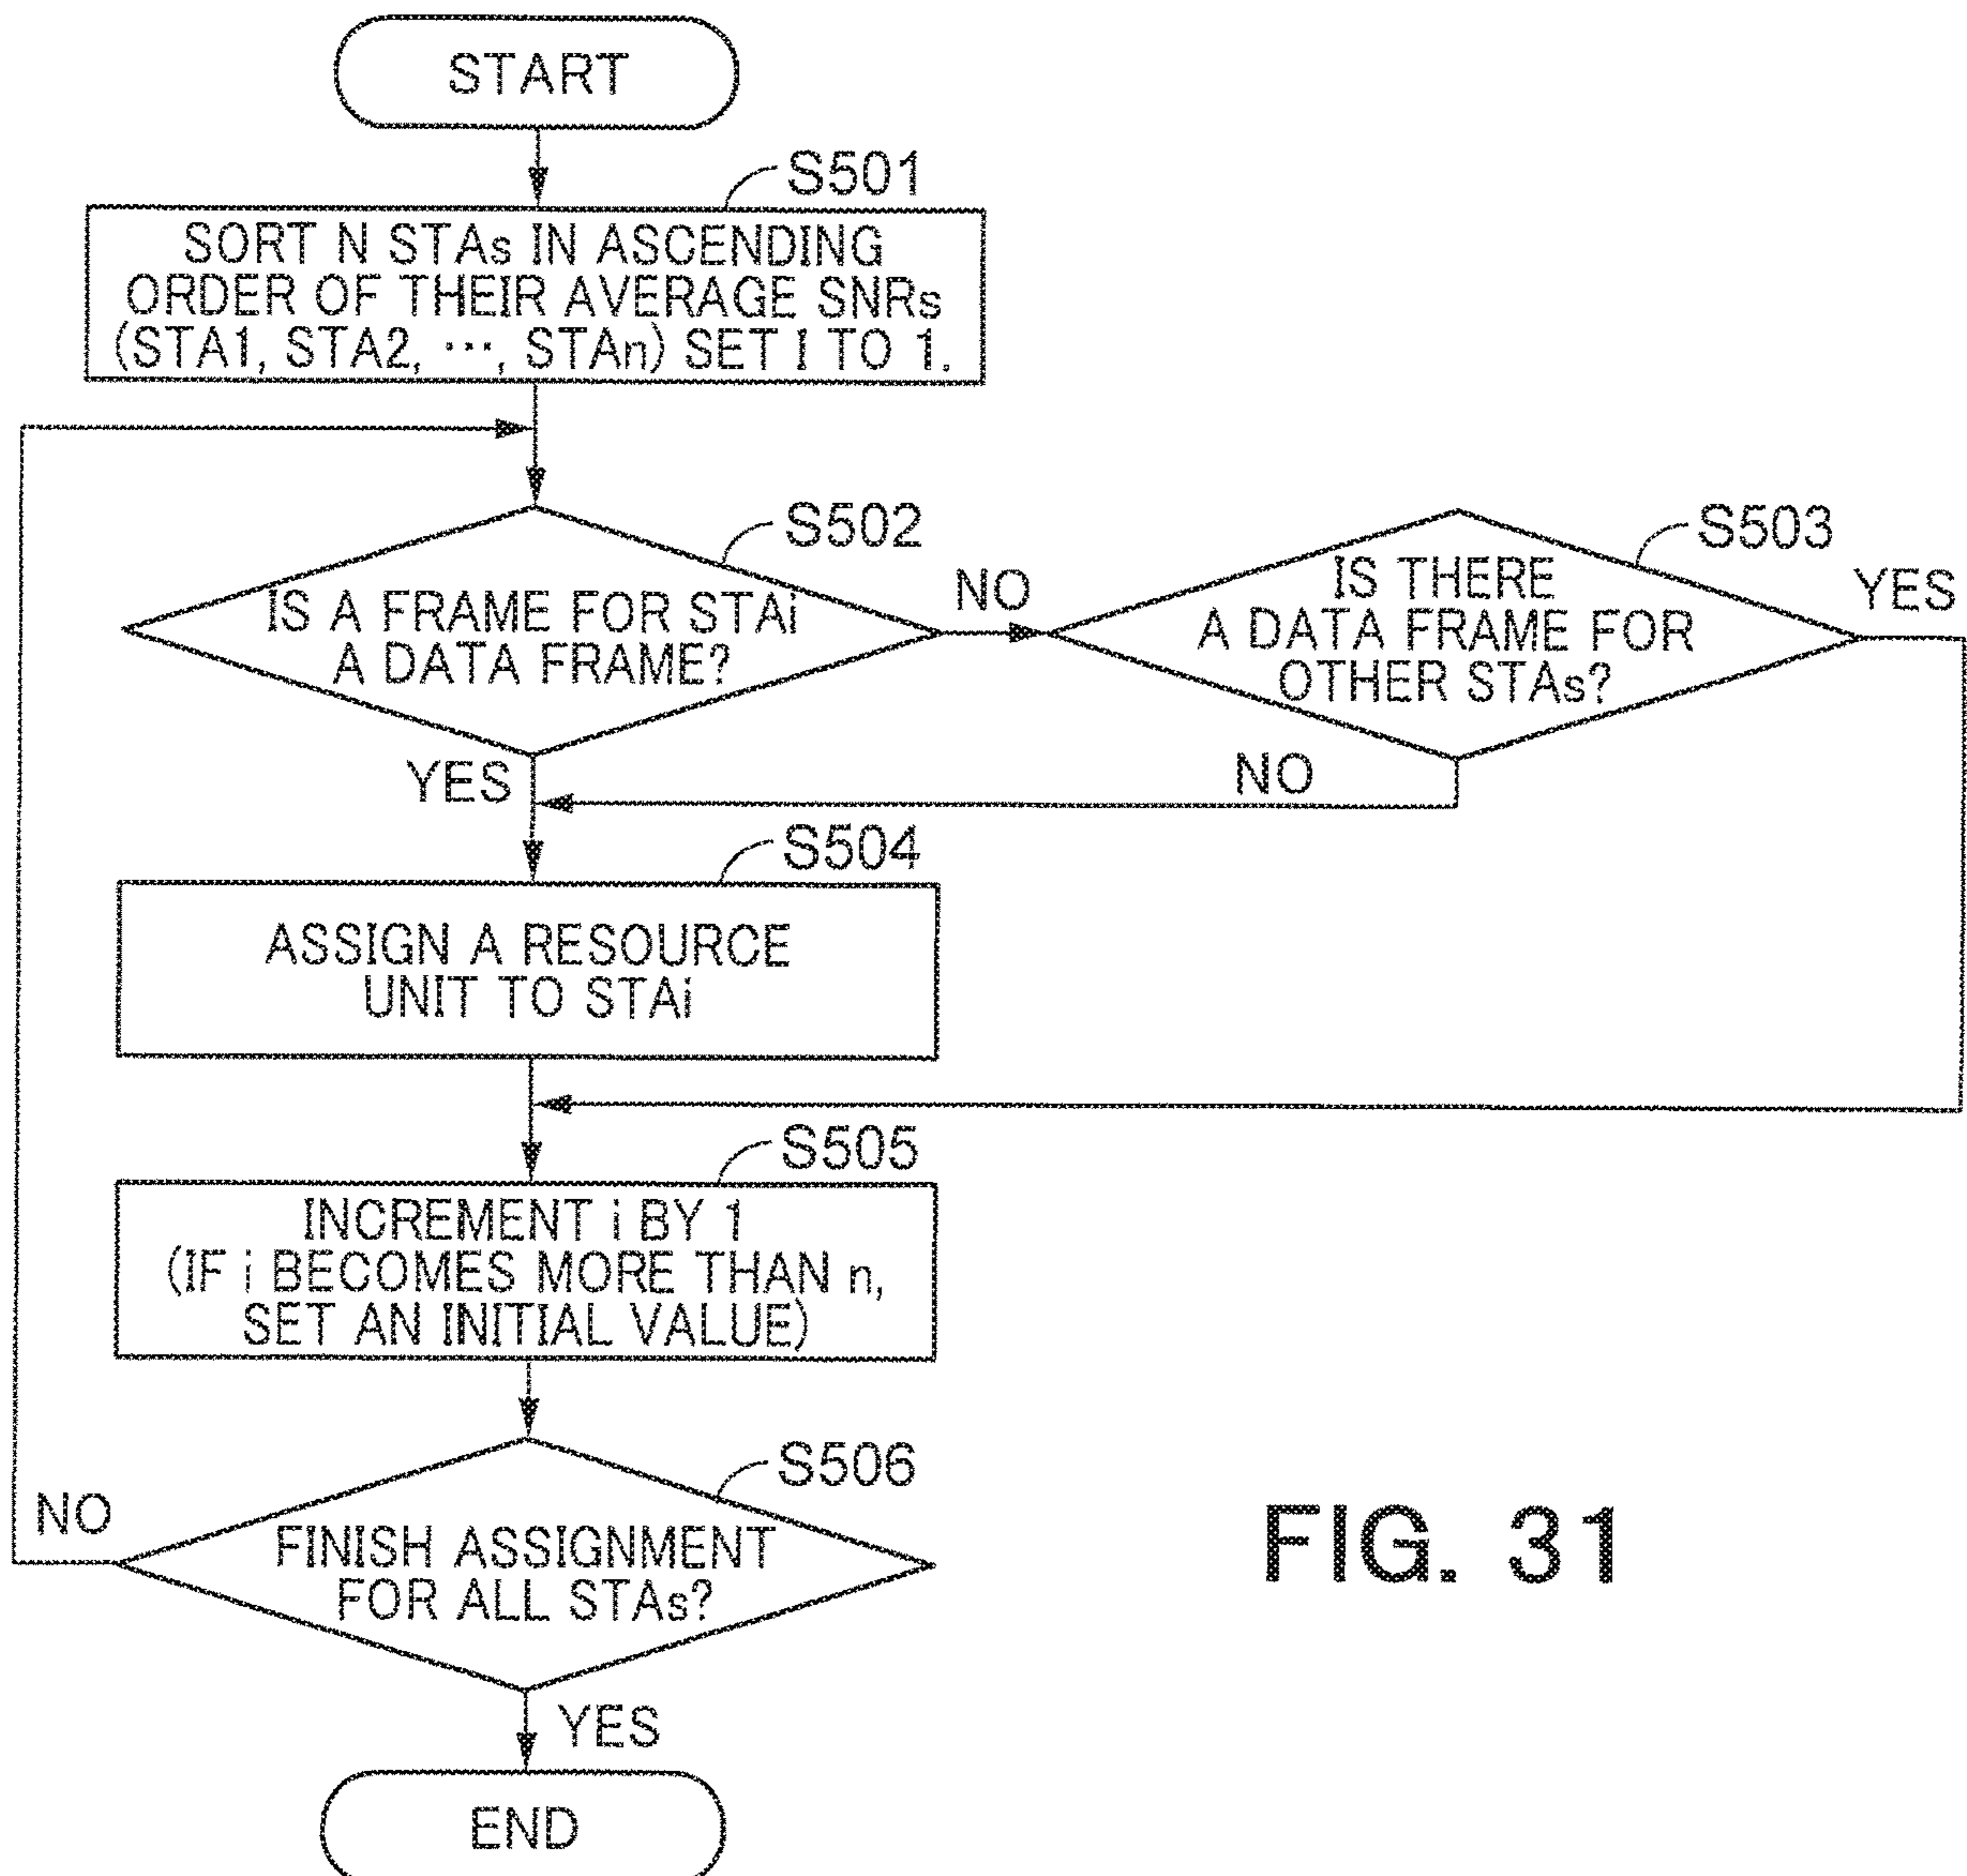 START
S501
SORT N STAs IN ASCENDING
ORDER OF THEIR AVERAGE SNRs
(STA1, STA2, ···, STAn) SET I TO 1.
S502
IS A FRAME FOR STAi
A DATA FRAME?
NO
S503
IS THERE
A DATA FRAME FOR
OTHER STAs?
YES
YES
NO
S504
ASSIGN A RESOURCE
UNIT TO STAi
S505
INCREMENT i BY 1
(IF i BECOMES MORE THAN n,
SET AN INITIAL VALUE)
S506
FINISH ASSIGNMENT
FOR ALL STAs?
NO
YES
END
FIG. 31